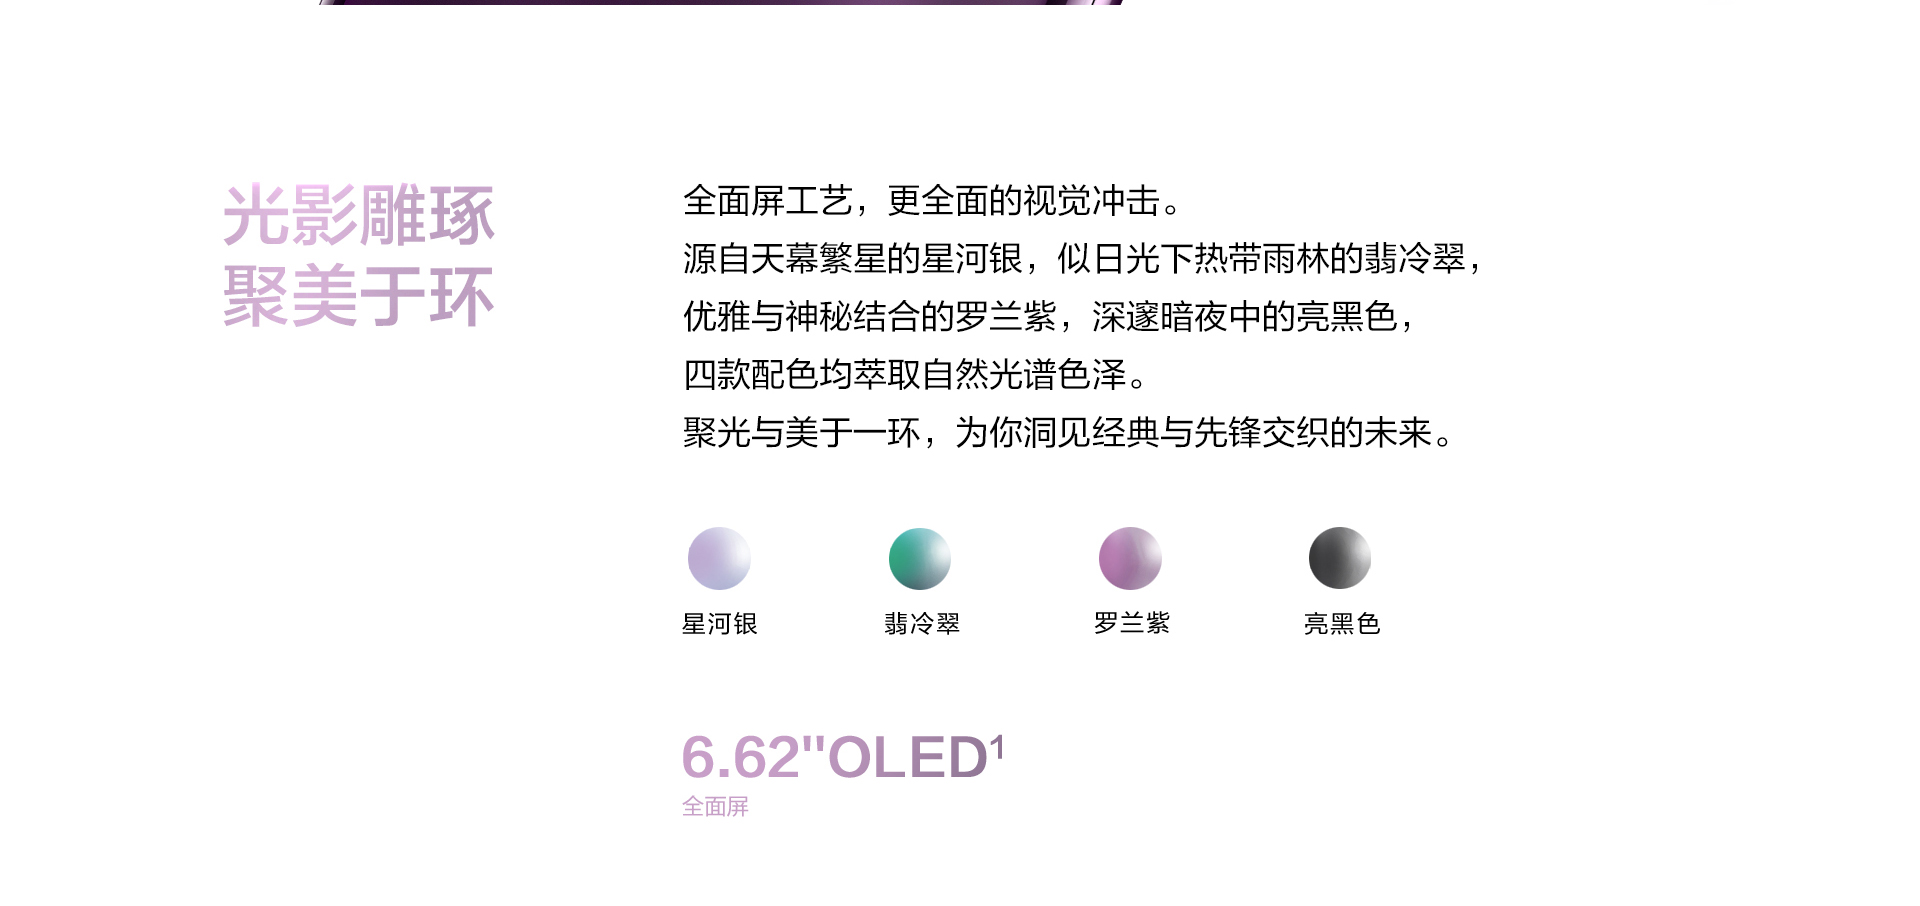 光影雕琢
聚美于环
全面屏工艺，更全面的视觉冲击。
源自天幕繁星的星河银，似日光下热带雨林的翡冷翠，
优雅与神秘结合的罗兰紫，深邃暗夜中的亮黑色，
四款配色均萃取自然光谱色泽。
聚光与美于一环，为你洞见经典与先锋交织的未来。
星河银
翡冷翠
罗兰紫
亮黑色
6.62"OLED¹
全面屏